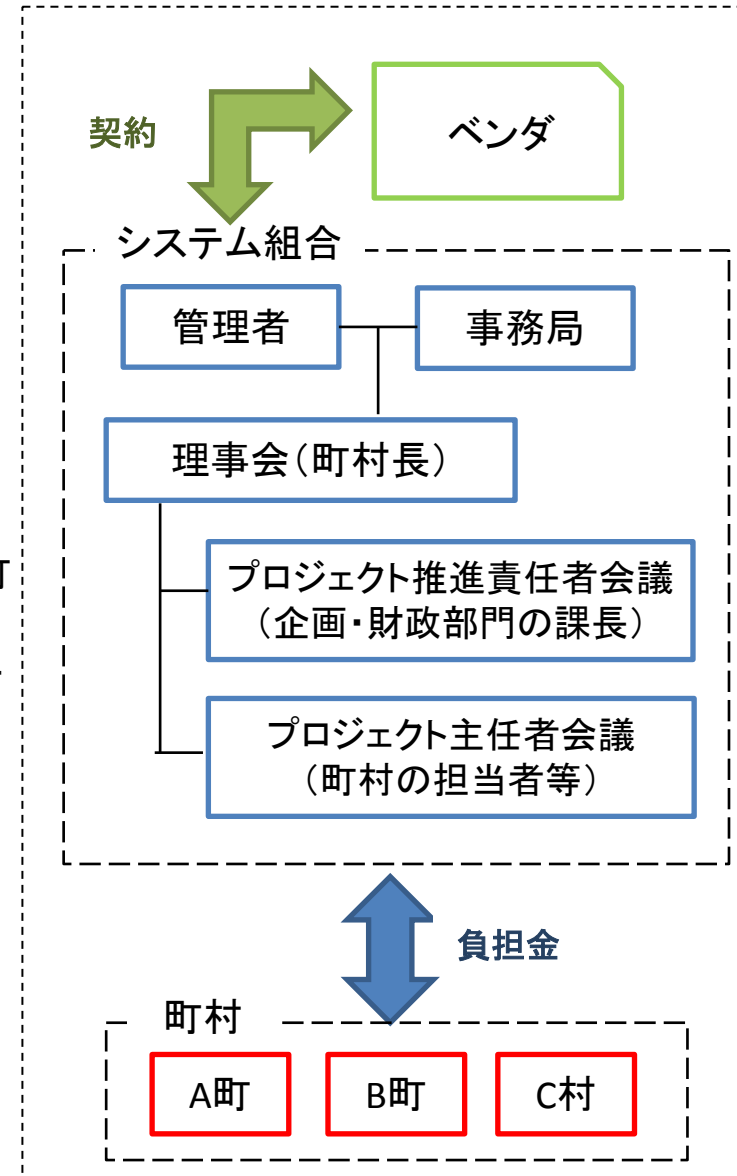 契約
ベンダ
システム組合
管理者
事務局
理事会(町村長)
プロジェクト推進責任者会議
(企画・財政部門の課長)
プロジェクト主任者会議
(町村の担当者等)
負担金
町村
A町
B町
C村